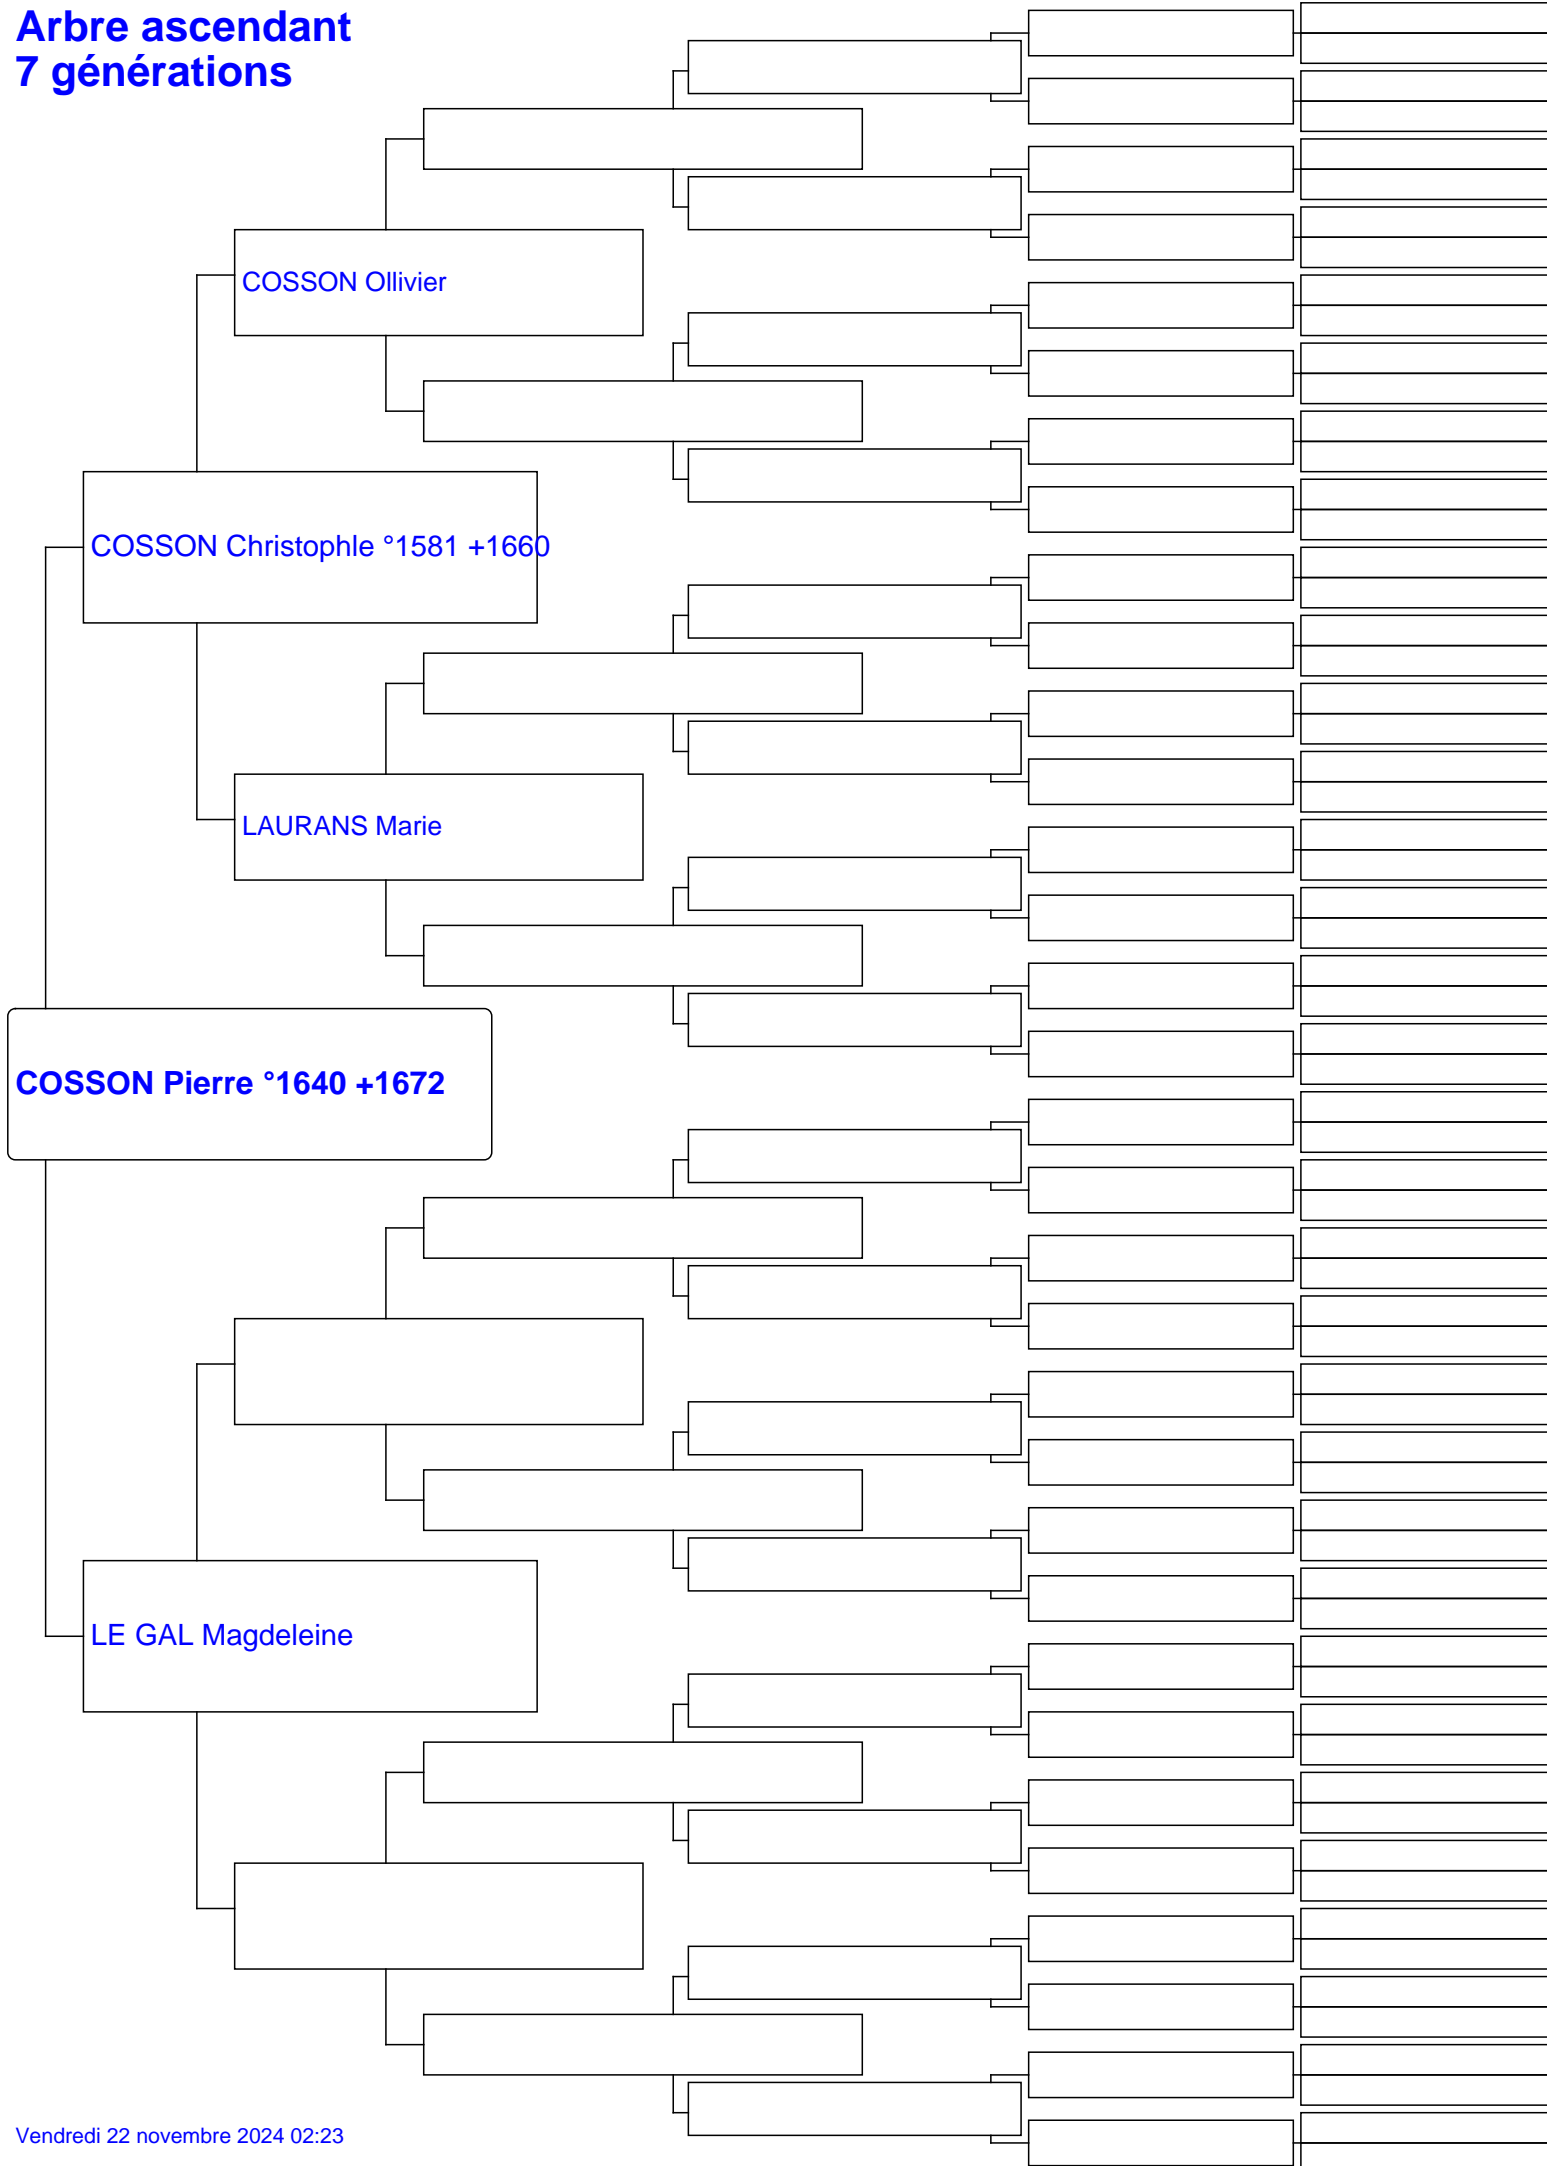 Arbre ascendant
7 générations
COSSON Ollivier
COSSON Christophle °1581 +1660
LAURANS Marie
COSSON Pierre °1640 +1672
LE GAL Magdeleine
Vendredi 22 novembre 2024 02:23